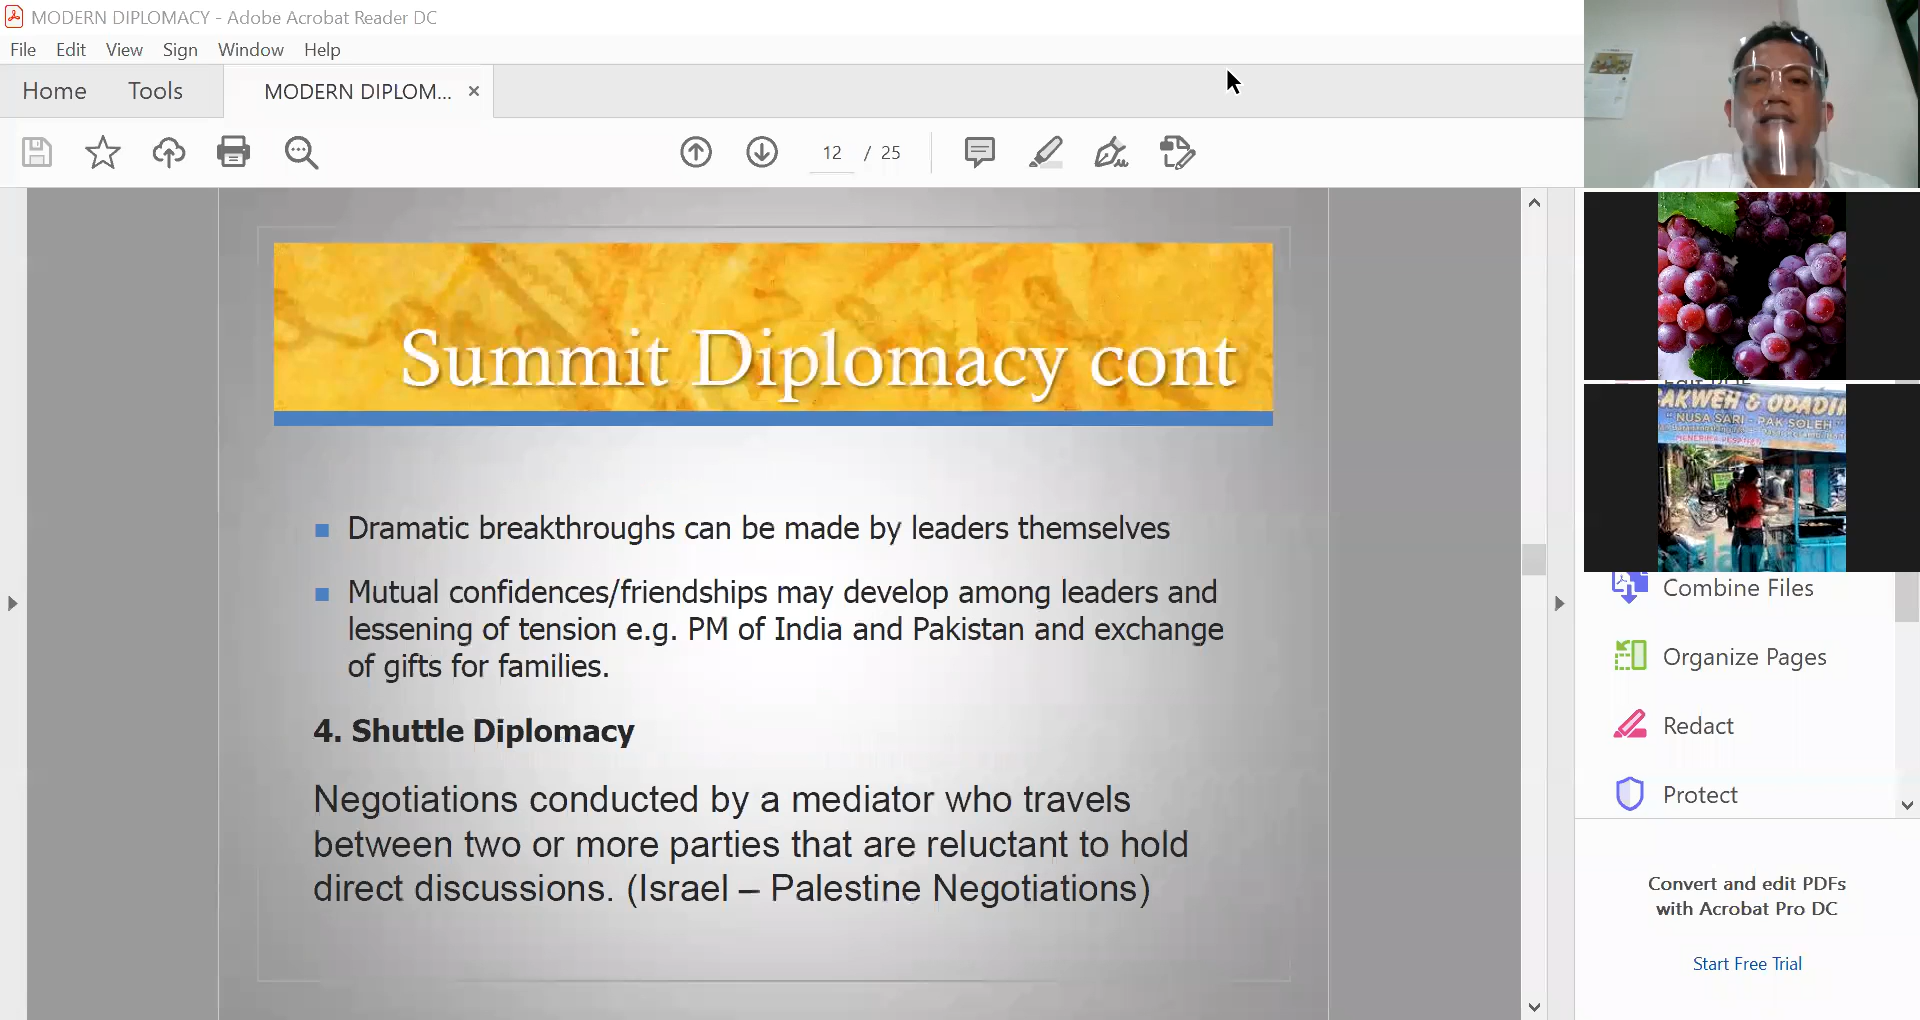 MODERN DIPLOMACY - Adobe Acrobat Reader DC
File Edit View Sign Window Help
Home Tools MODERN DIPLOM... ×
12 / 25
Summit Diplomacy cont
Dramatic breakthroughs can be made by leaders themselves
Mutual confidences/friendships may develop among leaders and
lessening of tension e.g. PM of India and Pakistan and exchange
of gifts for families.
4. Shuttle Diplomacy
Negotiations conducted by a mediator who travels
between two or more parties that are reluctant to hold
direct discussions. (Israel – Palestine Negotiations)
AKWEH & ODADIN
"NUSA SARI - PAK SOLEH"
MENERIMA PESANAN
Combine Files
Organize Pages
Redact
Protect
Convert and edit PDFs
with Acrobat Pro DC
Start Free Trial